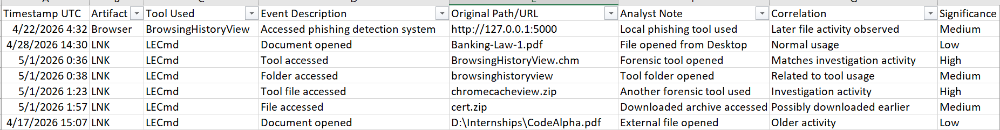 Timestamp UTC Artifact Tool Used Event Description Original Path/URL Analyst Note Correlation Significance
4/22/2026 4:32 Browser BrowsingHistoryView Accessed phishing detection system http://127.0.0.1:5000 Local phishing tool used Later file activity observed Medium
4/28/2026 14:30 LNK LECmd Document opened Banking-Law-1.pdf File opened from Desktop Normal usage Low
5/1/2026 0:36 LNK LECmd Tool accessed BrowsingHistoryView.chm Forensic tool opened Matches investigation activity High
5/1/2026 0:38 LNK LECmd Folder accessed browsinghistoryview Tool folder opened Related to tool usage Medium
5/1/2026 1:23 LNK LECmd Tool file accessed chromecacheview.zip Another forensic tool used Investigation activity High
5/1/2026 1:57 LNK LECmd File accessed cert.zip Downloaded archive accessed Possibly downloaded earlier Medium
4/17/2026 15:07 LNK LECmd Document opened D:\Internships\CodeAlpha.pdf External file opened Older activity Low